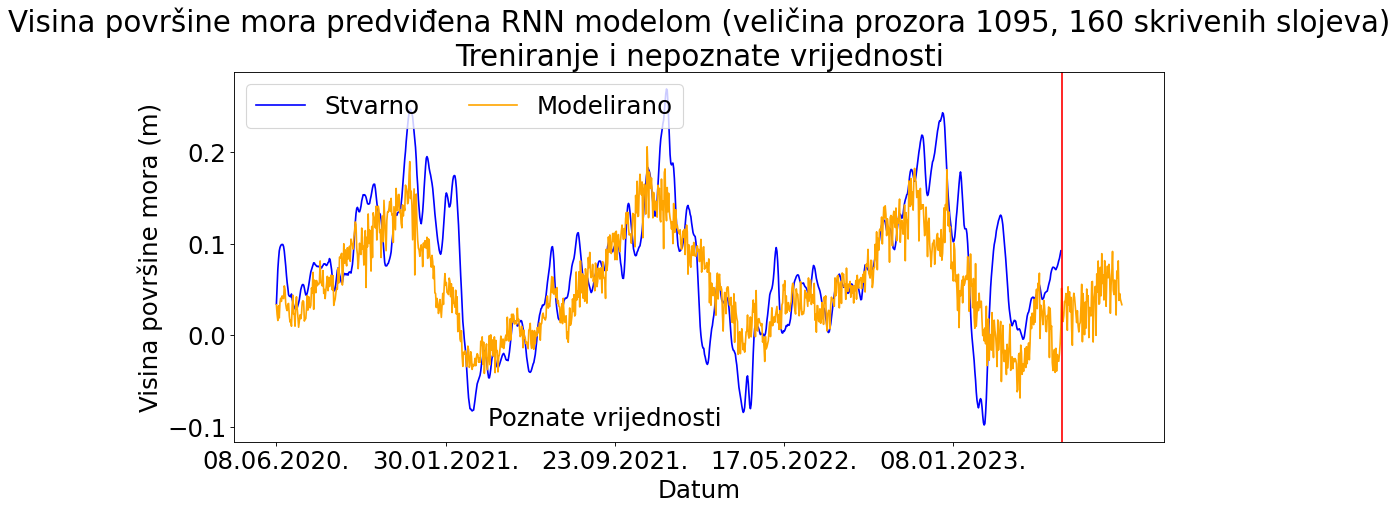 Visina površine mora predviđena RNN modelom (veličina prozora 1095, 160 skrivenih slojeva)
Treniranje i nepoznate vrijednosti
Stvarno
Modelirano
Visina površine mora (m)
0.2
0.1
0.0
−0.1
Poznate vrijednosti
08.06.2020.
30.01.2021.
23.09.2021.
17.05.2022.
08.01.2023.
Datum